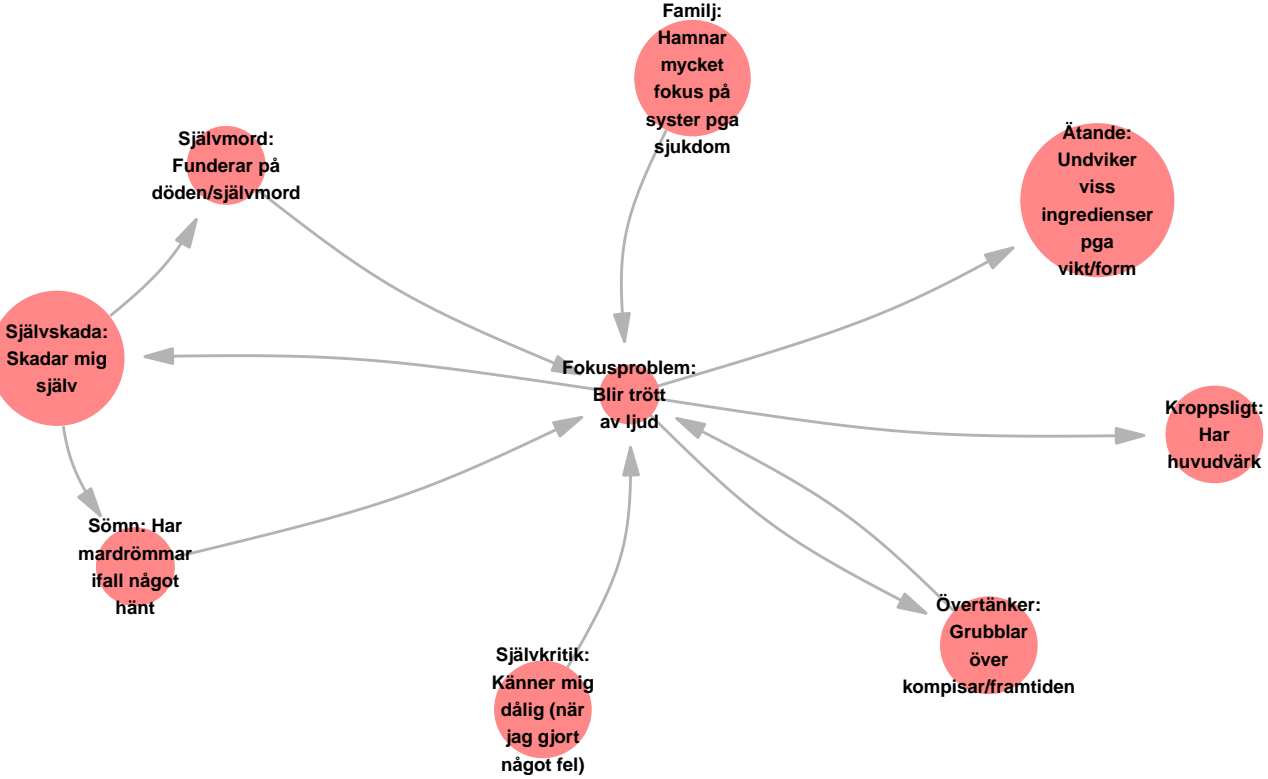 Familj:
Hamnar
mycket
fokus på
syster pga
sjukdom
Självmord:
Funderar på
döden/självmord
Ätande:
Undviker
viss
ingredienser
pga
vikt/form
Självskada:
Skadar mig
själv
Fokusproblem:
Blir trött
av ljud
Kroppsligt:
Har
huvudvärk
Sömn: Har
mardrömmar
ifall något
hänt
Övertänker:
Grubblar
över
kompisar/framtiden
Självkritik:
Känner mig
dålig (när
jag gjort
något fel)